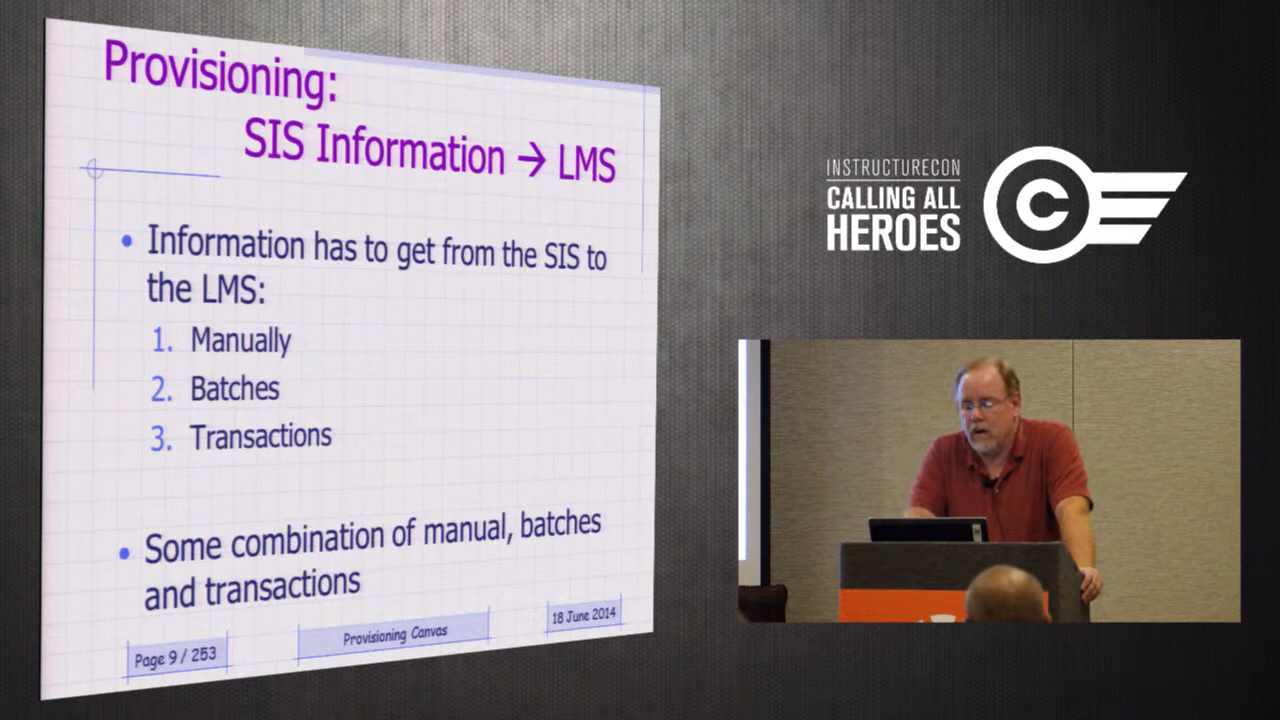 Provisioning:
SIS Information → LMS
• Information has to get from the SIS to
the LMS:
1. Manually
2. Batches
3. Transactions
• Some combination of manual, batches
and transactions
Page 9 / 253
Provisioning Canvas
18 June 2014
INSTRUCTURECON
CALLING ALL
HEROES
C